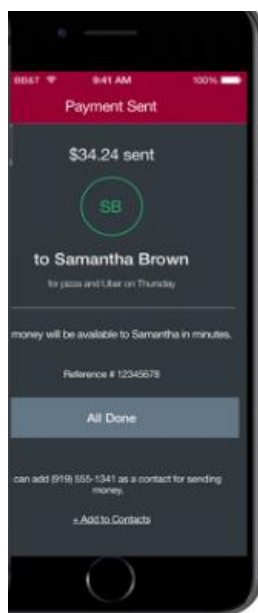 BB&T 9:41 AM 100%
Payment Sent
$34.24 sent
SB
to Samantha Brown
for pizza and Uber on Thursday
money will be available to Samantha in minutes.
Reference # 12345678
All Done
can add (919) 555-1341 as a contact for sending
money.
+ Add to Contacts